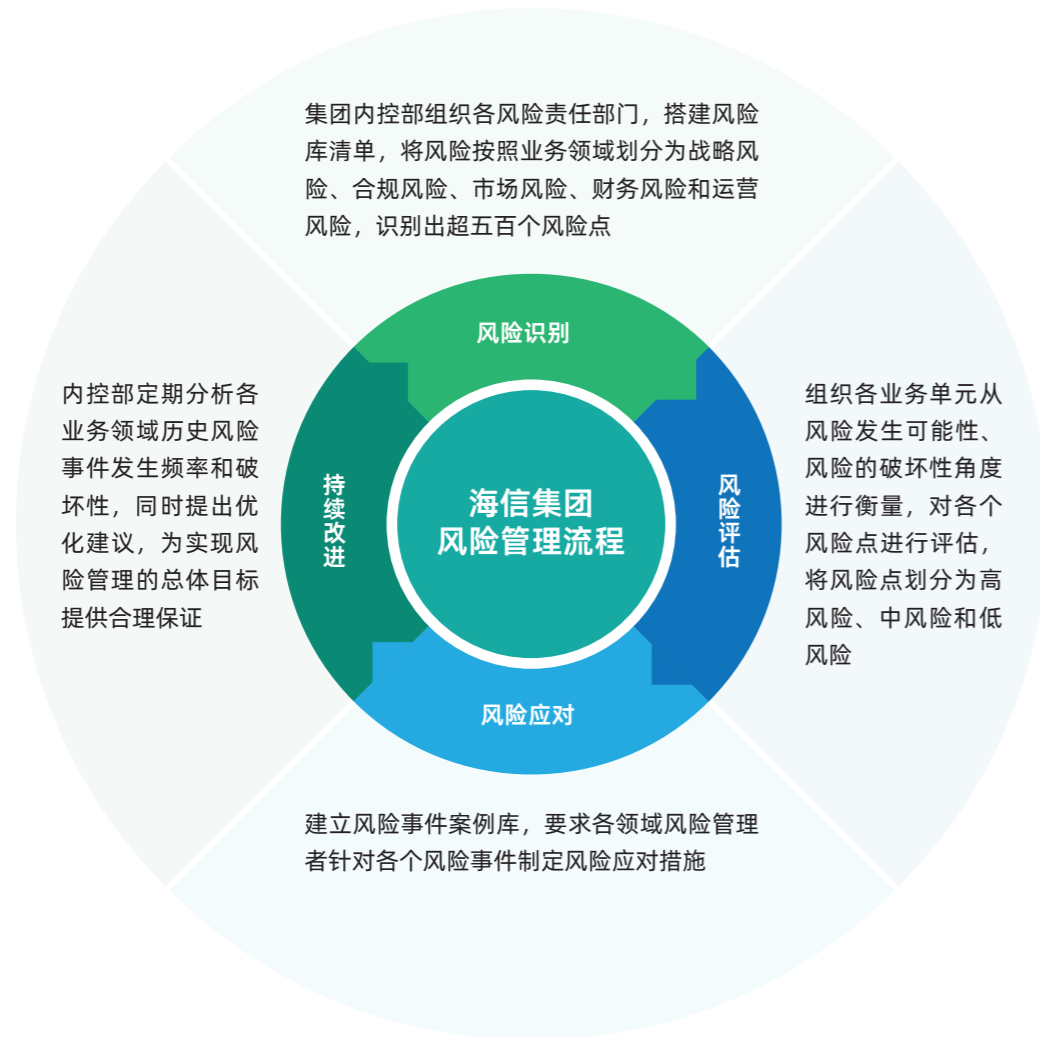 集团内控部组织各风险责任部门，搭建风险
库清单，将风险按照业务领域划分为战略风
险、合规风险、市场风险、财务风险和运营
风险，识别出超五百个风险点
风险识别
内控部定期分析各
业务领域历史风险
事件发生频率和破
坏性，同时提出优
化建议，为实现风
险管理的总体目标
提供合理保证
持续改进
海信集团
风险管理流程
风险评估
组织各业务单元从
风险发生可能性、
风险的破坏性角度
进行衡量，对各个
风险点进行评估，
将风险点划分为高
风险、中风险和低
风险
风险应对
建立风险事件案例库，要求各领域风险管理
者针对各个风险事件制定风险应对措施